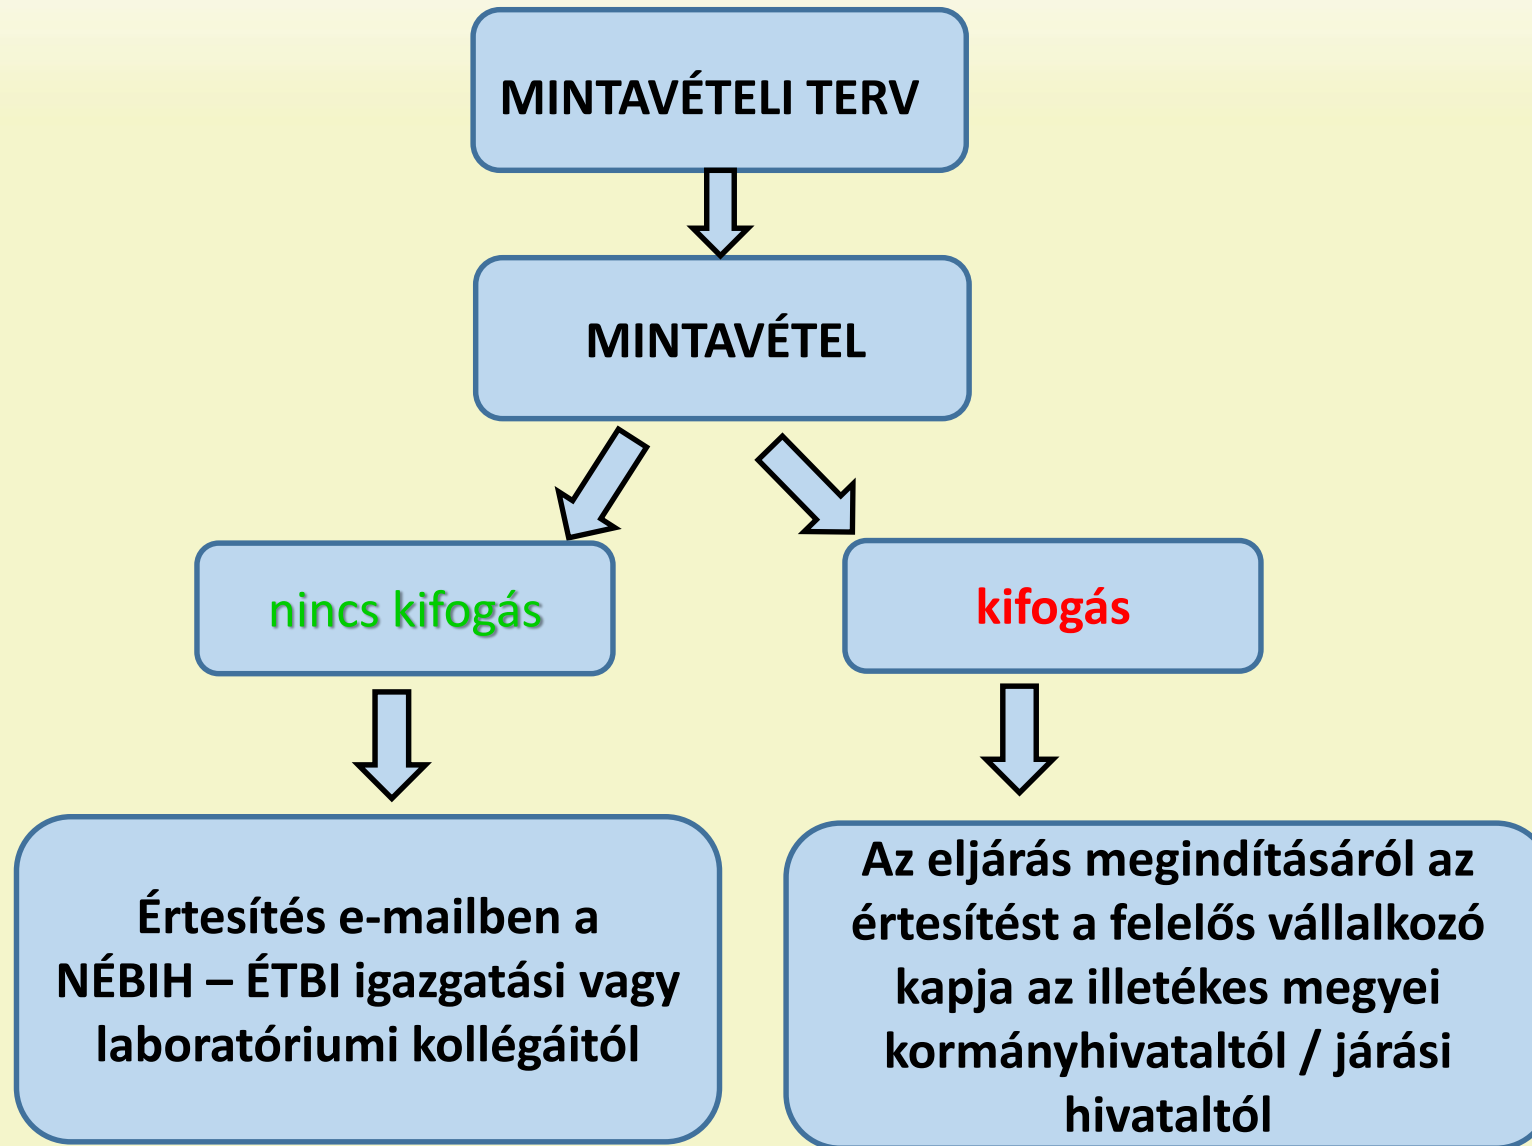 MINTAVÉTELI TERV
MINTAVÉTEL
nincs kifogás
kifogás
Értesítés e-mailben a
NÉBIH – ÉTBI igazgatási vagy
laboratóriumi kollégáitól
Az eljárás megindításáról az
értesítést a felelős vállalkozó
kapja az illetékes megyei
kormányhivataltól / járási
hivataltól